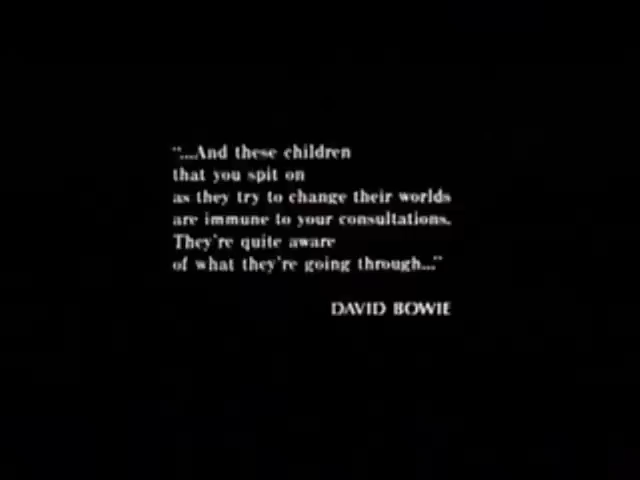 "....And these children
that you spit on
as they try to change their worlds
are immune to your consultations.
They're quite aware
of what they're going through..."
DAVID BOWIE